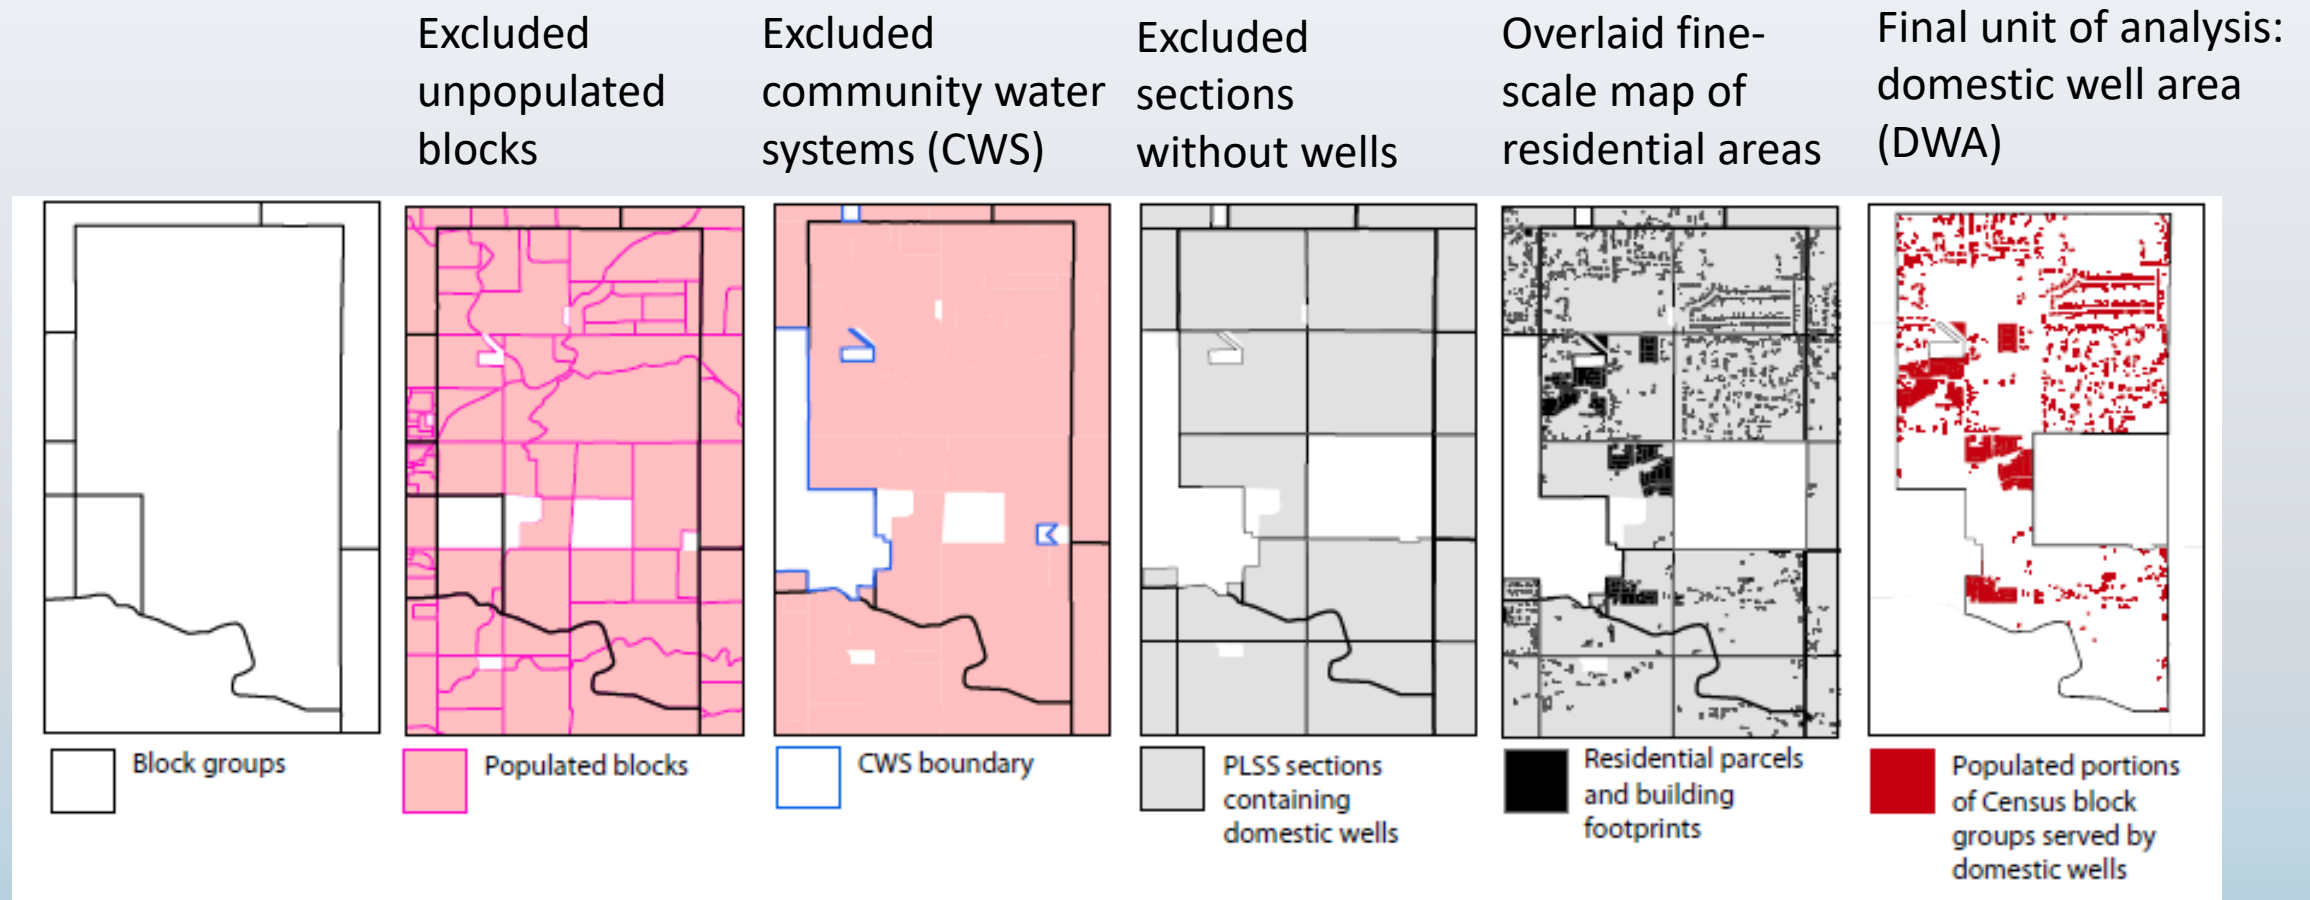 Excluded
unpopulated
blocks
Excluded
community water
systems (CWS)
Excluded
sections
without wells
Overlaid fine-
scale map of
residential areas
Final unit of analysis:
domestic well area
(DWA)
Block groups
Populated blocks
CWS boundary
PLSS sections
containing
domestic wells
Residential parcels
and building
footprints
Populated portions
of Census block
groups served by
domestic wells